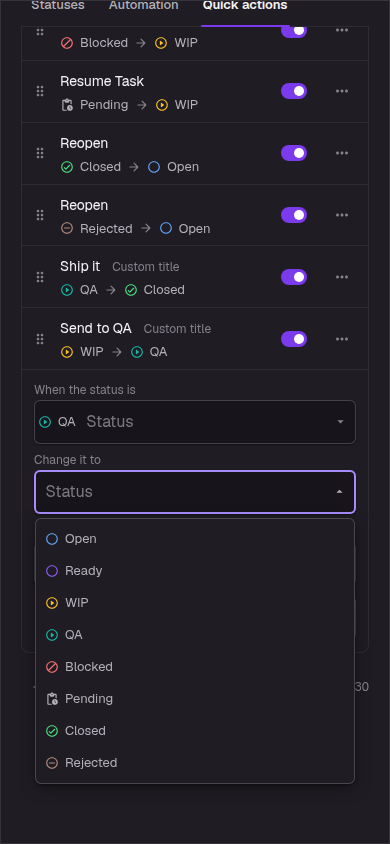 Statuses Automation Quick actions
Blocked → WIP
Resume Task
Pending → WIP
Reopen
Closed → Open
Reopen
Rejected → Open
Ship it Custom title
QA → Closed
Send to QA Custom title
WIP → QA
When the status is
QA Status
Change it to
Status
Open
Ready
WIP
QA
Blocked
Pending
30
Closed
Rejected